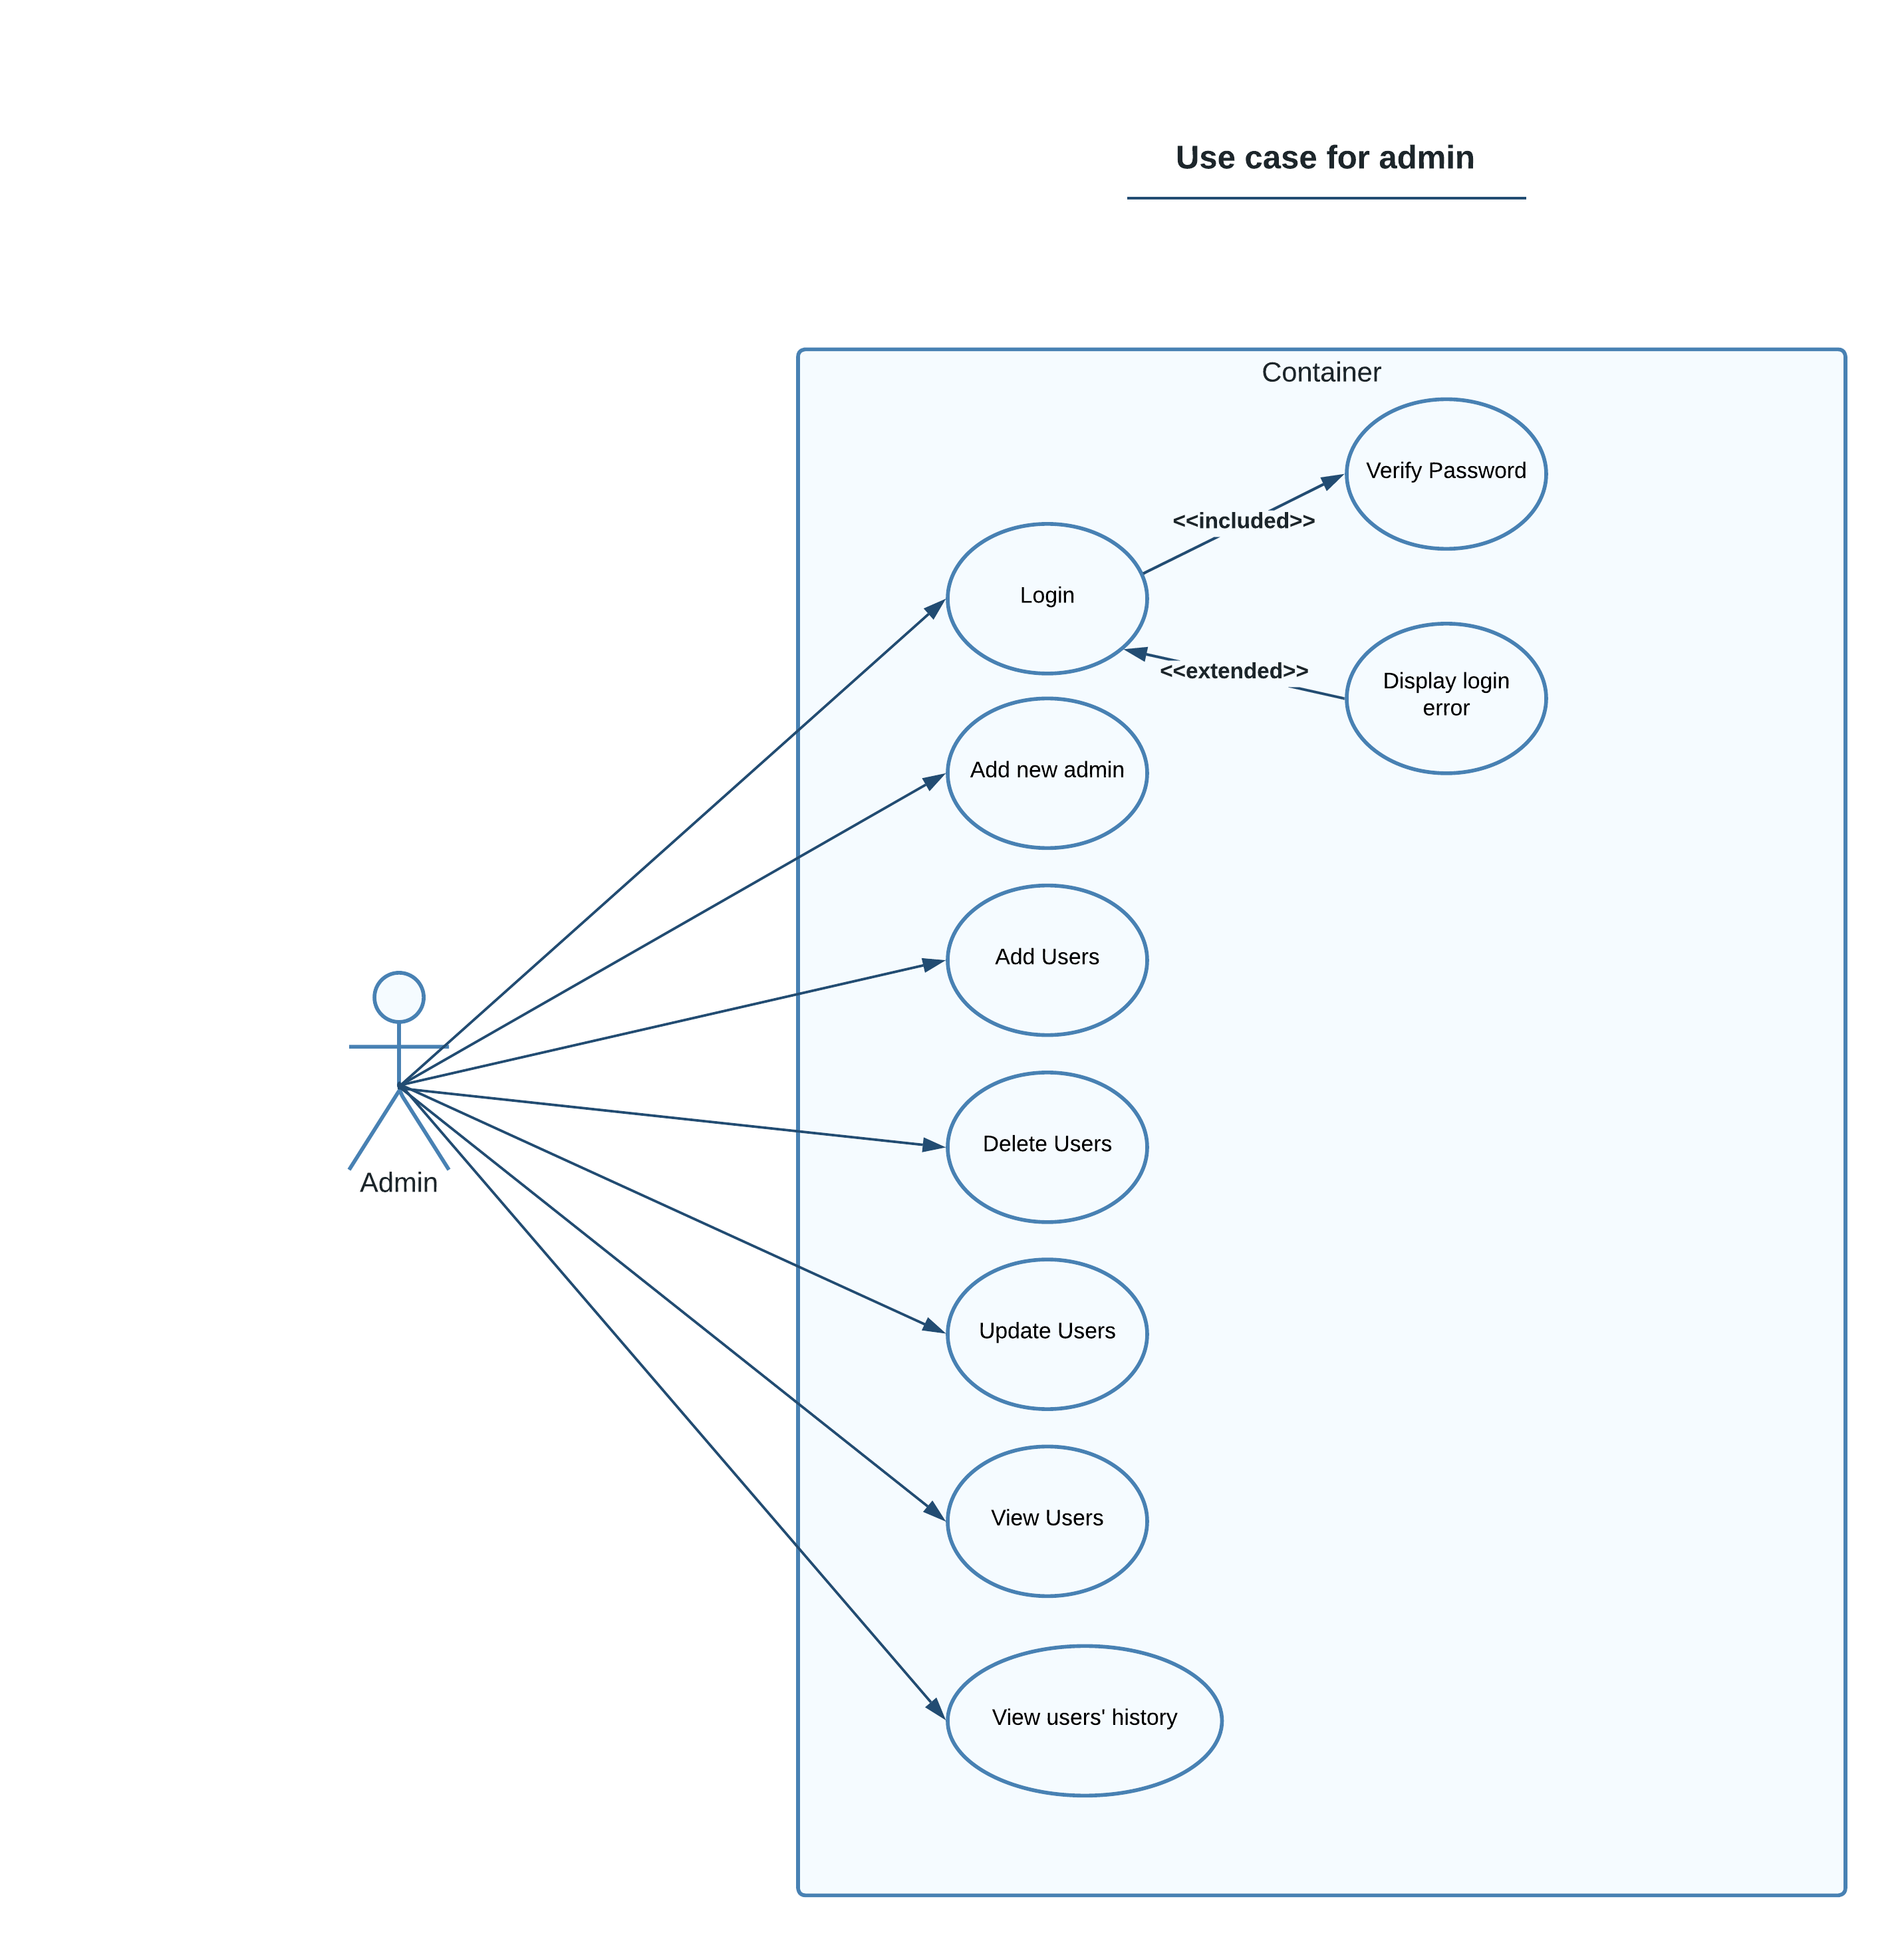 Use case for admin
Container
Verify Password
<<included>>
Login
<<extended>>
Display login
error
Add new admin
Add Users
Delete Users
Admin
Update Users
View Users
View users' history